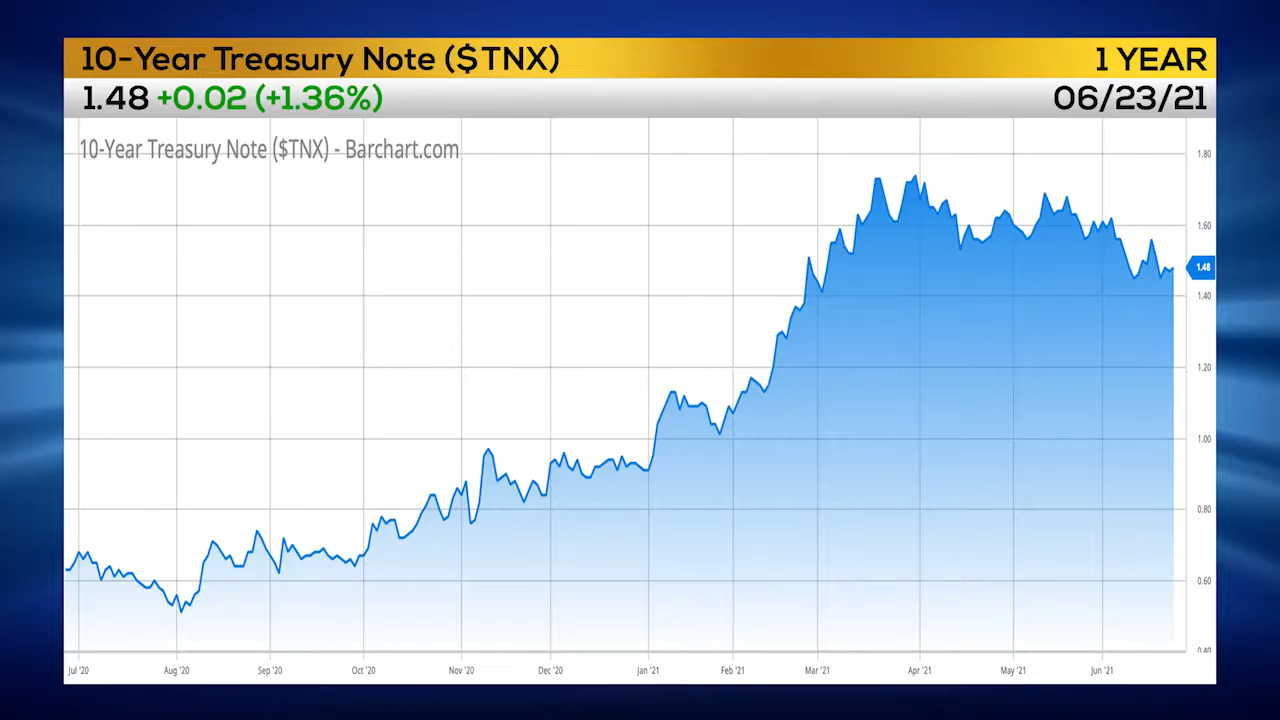 10-Year Treasury Note ($TNX) 1 YEAR
1.48 +0.02 (+1.36%) 06/23/21
10-Year Treasury Note ($TNX) - Barchart.com
1.80
1.60
1.48
1.40
1.20
1.00
0.80
0.60
0.40
Jul '20 Aug '20 Sep '20 Oct '20 Nov '20 Dec '20 Jan '21 Feb '21 Mar '21 Apr '21 May '21 Jun '21